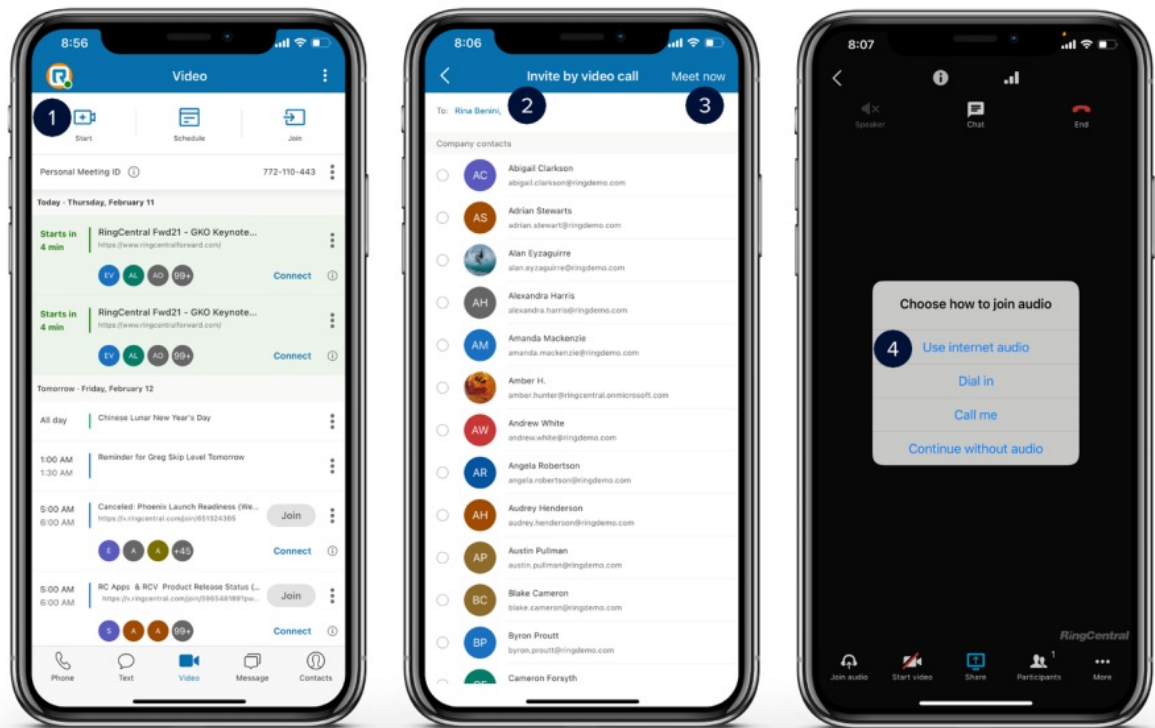 8:56
R
Video
1
Start
Schedule
Join
Personal Meeting ID
772-110-443
Today - Thursday, February 11
Starts in
4 min
RingCentral Fwd21 - GKO Keynote...
https://www.ringcentralforward.com/
EV AL AO 99+
Connect
Starts in
4 min
RingCentral Fwd21 - GKO Keynote...
https://www.ringcentralforward.com/
EV AL AO 99+
Connect
Tomorrow - Friday, February 12
All day
Chinese Lunar New Year's Day
1:00 AM
1:30 AM
Reminder for Greg Skip Level Tomorrow
5:00 AM
6:00 AM
Canceled: Phoenix Launch Readiness (We...
https://v.ringcentral.com/join/651324365
Join
E A A +45
Connect
5:00 AM
6:00 AM
RC Apps & RCV Product Release Status (...
Join
S A A 99+
Connect
Phone
Text
Video
Message
Contacts
8:06
Invite by video call
Meet now
To: Rina Benini,
2
3
Company contacts
AC
Abigail Clarkson
abigail.clarkson@ringdemo.com
AS
Adrian Stewarts
adrian.stewart@ringdemo.com
Alan Eyzaguirre
alan.eyzaguirre@ringdemo.com
AH
Alexandra Harris
alexandra.harris@ringdemo.com
AM
Amanda Mackenzie
amanda.mackenzie@ringdemo.com
Amber H.
amber.hunter@ringcentral.onmicrosoft.com
AW
Andrew White
andrew.white@ringdemo.com
AR
Angela Robertson
angela.robertson@ringdemo.com
AH
Audrey Henderson
audrey.henderson@ringdemo.com
AP
Austin Pullman
austin.pullman@ringdemo.com
BC
Blake Cameron
blake.cameron@ringdemo.com
BP
Byron Proutt
byron.proutt@ringdemo.com
Cameron Forsyth
8:07
Speaker
Chat
End
Choose how to join audio
4
Use internet audio
Dial in
Call me
Continue without audio
RingCentral
Join audio
Start video
Share
1
Participants
More